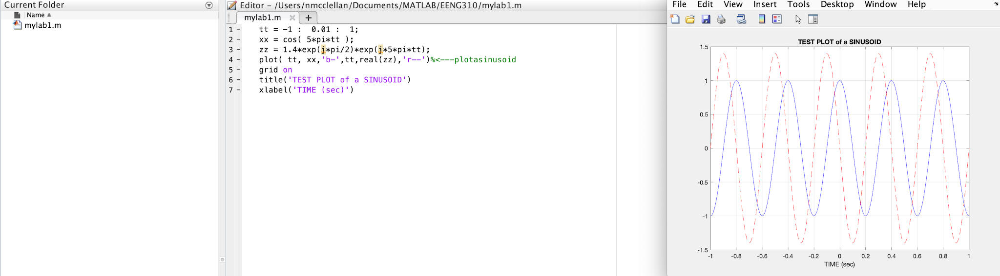 Current Folder
Name
mylab1.m
Editor – /Users/nmcclellan/Documents/MATLAB/EENG310/mylab1.m
mylab1.m × +
1 – tt = -1 : 0.01 : 1;
2 – xx = cos( 5*pi*tt );
3 – zz = 1.4*exp(j*pi/2)*exp(j*5*pi*tt);
4 – plot( tt, xx,'b-',tt,real(zz),'r--')%<---plotasinusoid
5 – grid on
6 – title('TEST PLOT of a SINUSOID')
7 – xlabel('TIME (sec)')
File Edit View Insert Tools Desktop Window Help
TEST PLOT of a SINUSOID
1.5
1
0.5
0
-0.5
-1
-1.5
-1 -0.8 -0.6 -0.4 -0.2 0 0.2 0.4 0.6 0.8 1
TIME (sec)